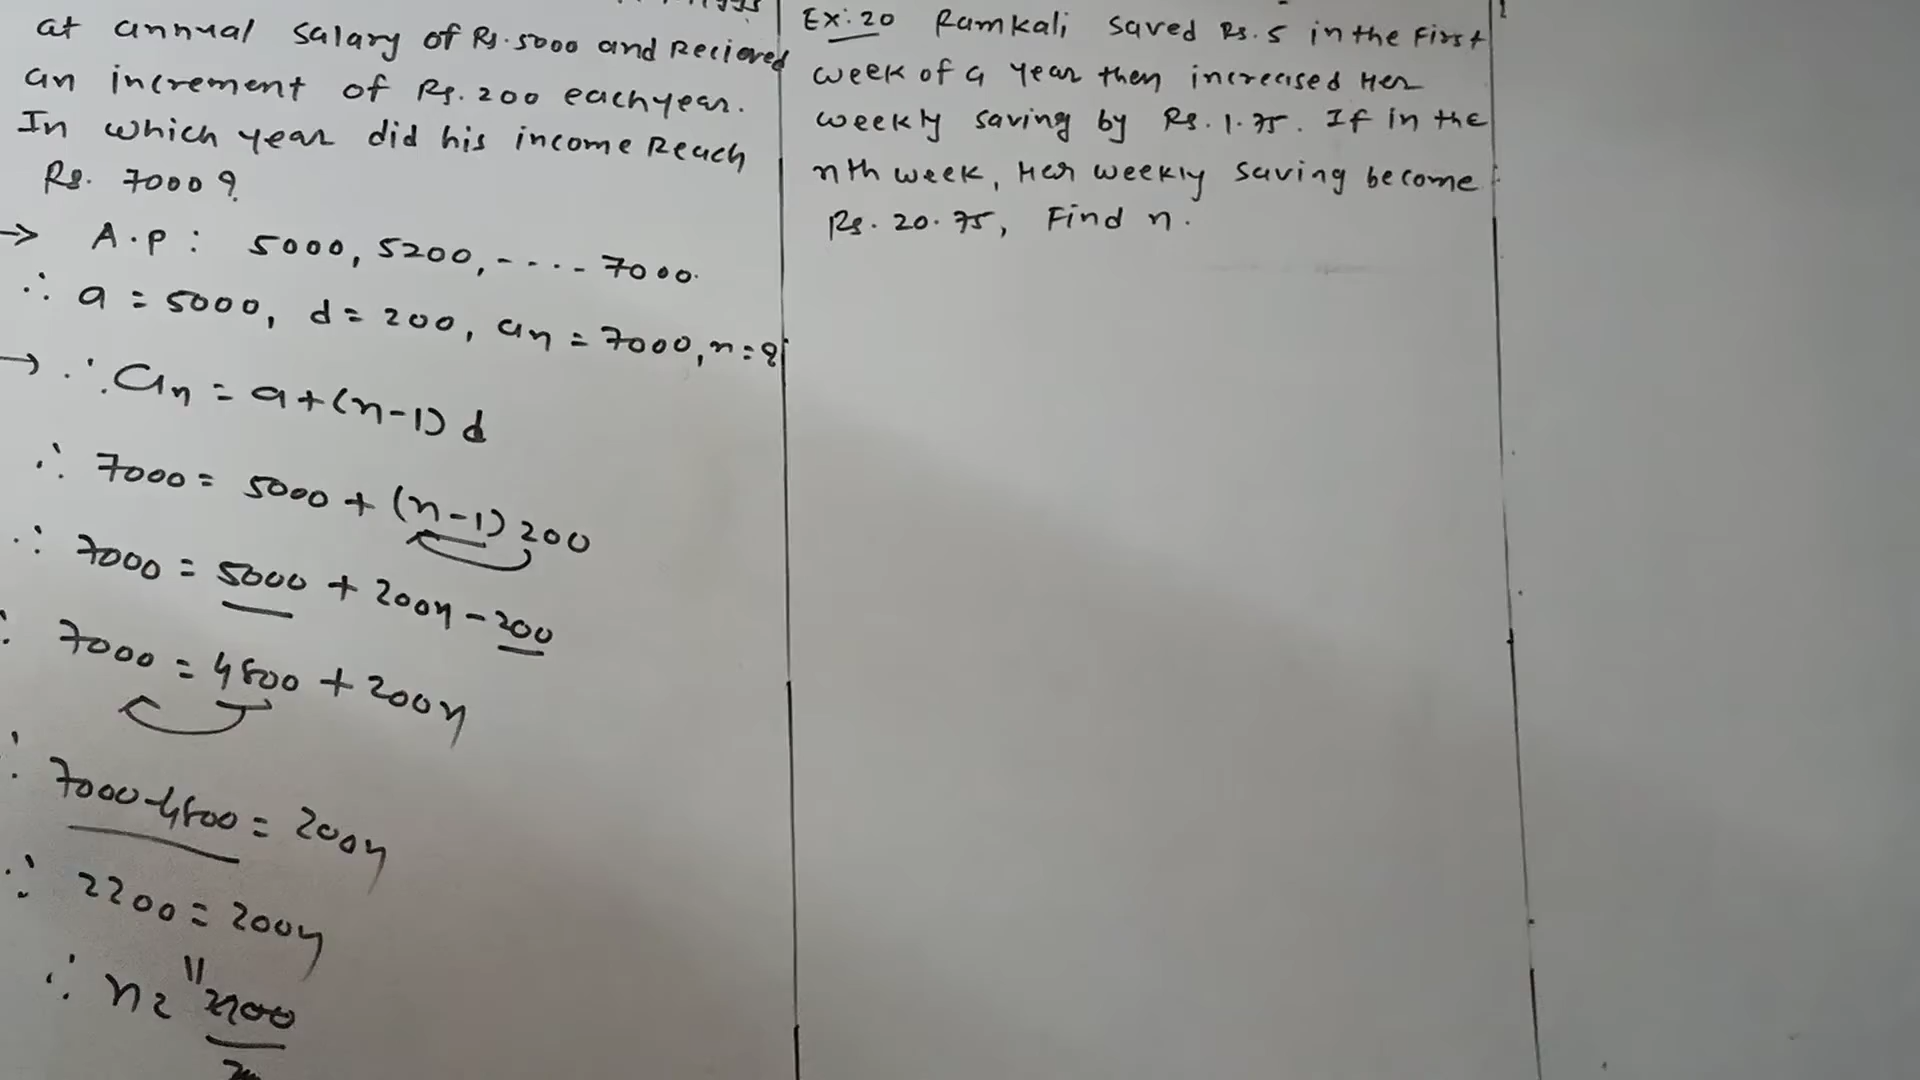 at annual salary of Rs.5000 and Recieved
an increment of Rs.200 each year.
In which year did his income Reach
Rs. 7000?
→ A.P: 5000, 5200, - - - - 7000.
∴ a = 5000, d = 200, an = 7000, n = ?
→ ∴ an = a + (n-1) d
∴ 7000 = 5000 + (n-1) 200
∴ 7000 = 5000 + 200n - 200
∴ 7000 = 4800 + 200n
∴ 7000-4800 = 200n
∴ 2200 = 200n
11
∴ n = 2200
Ex:20 Ramkali saved Rs.5 in the First
week of a year then increased Her
weekly saving by Rs.1.75. If in the
nth week, Her weekly saving become
Rs.20.75, Find n.